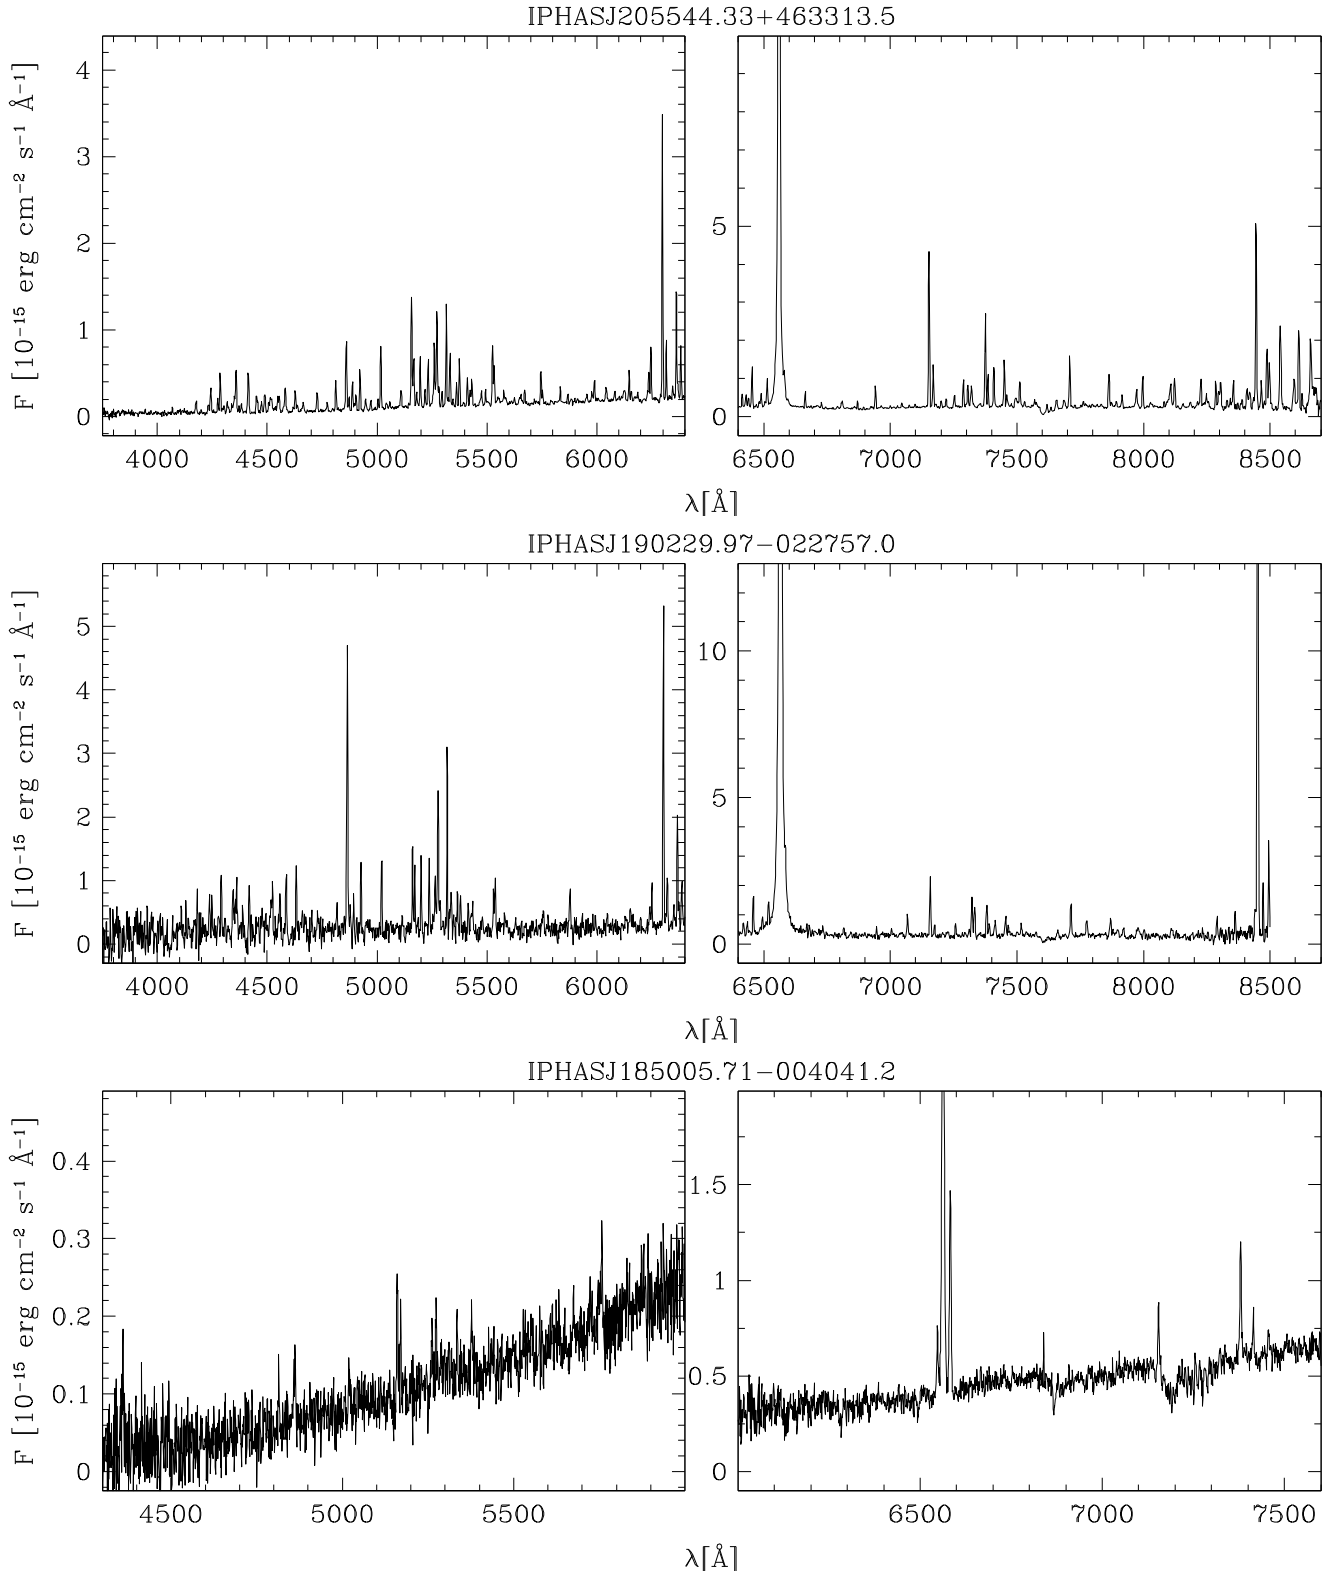 IPHASJ205544.33+463313.5
F [10⁻¹⁵ erg cm⁻² s⁻¹ Å⁻¹]
4
3
2
1
0
5
0
4000 4500 5000 5500 6000
6500 7000 7500 8000 8500
λ[Å]
IPHASJ190229.97−022757.0
F [10⁻¹⁵ erg cm⁻² s⁻¹ Å⁻¹]
5
4
3
2
1
0
10
5
0
4000 4500 5000 5500 6000
6500 7000 7500 8000 8500
λ[Å]
IPHASJ185005.71−004041.2
F [10⁻¹⁵ erg cm⁻² s⁻¹ Å⁻¹]
0.4
0.3
0.2
0.1
0
1.5
1
0.5
0
4500 5000 5500
6500 7000 7500
λ[Å]